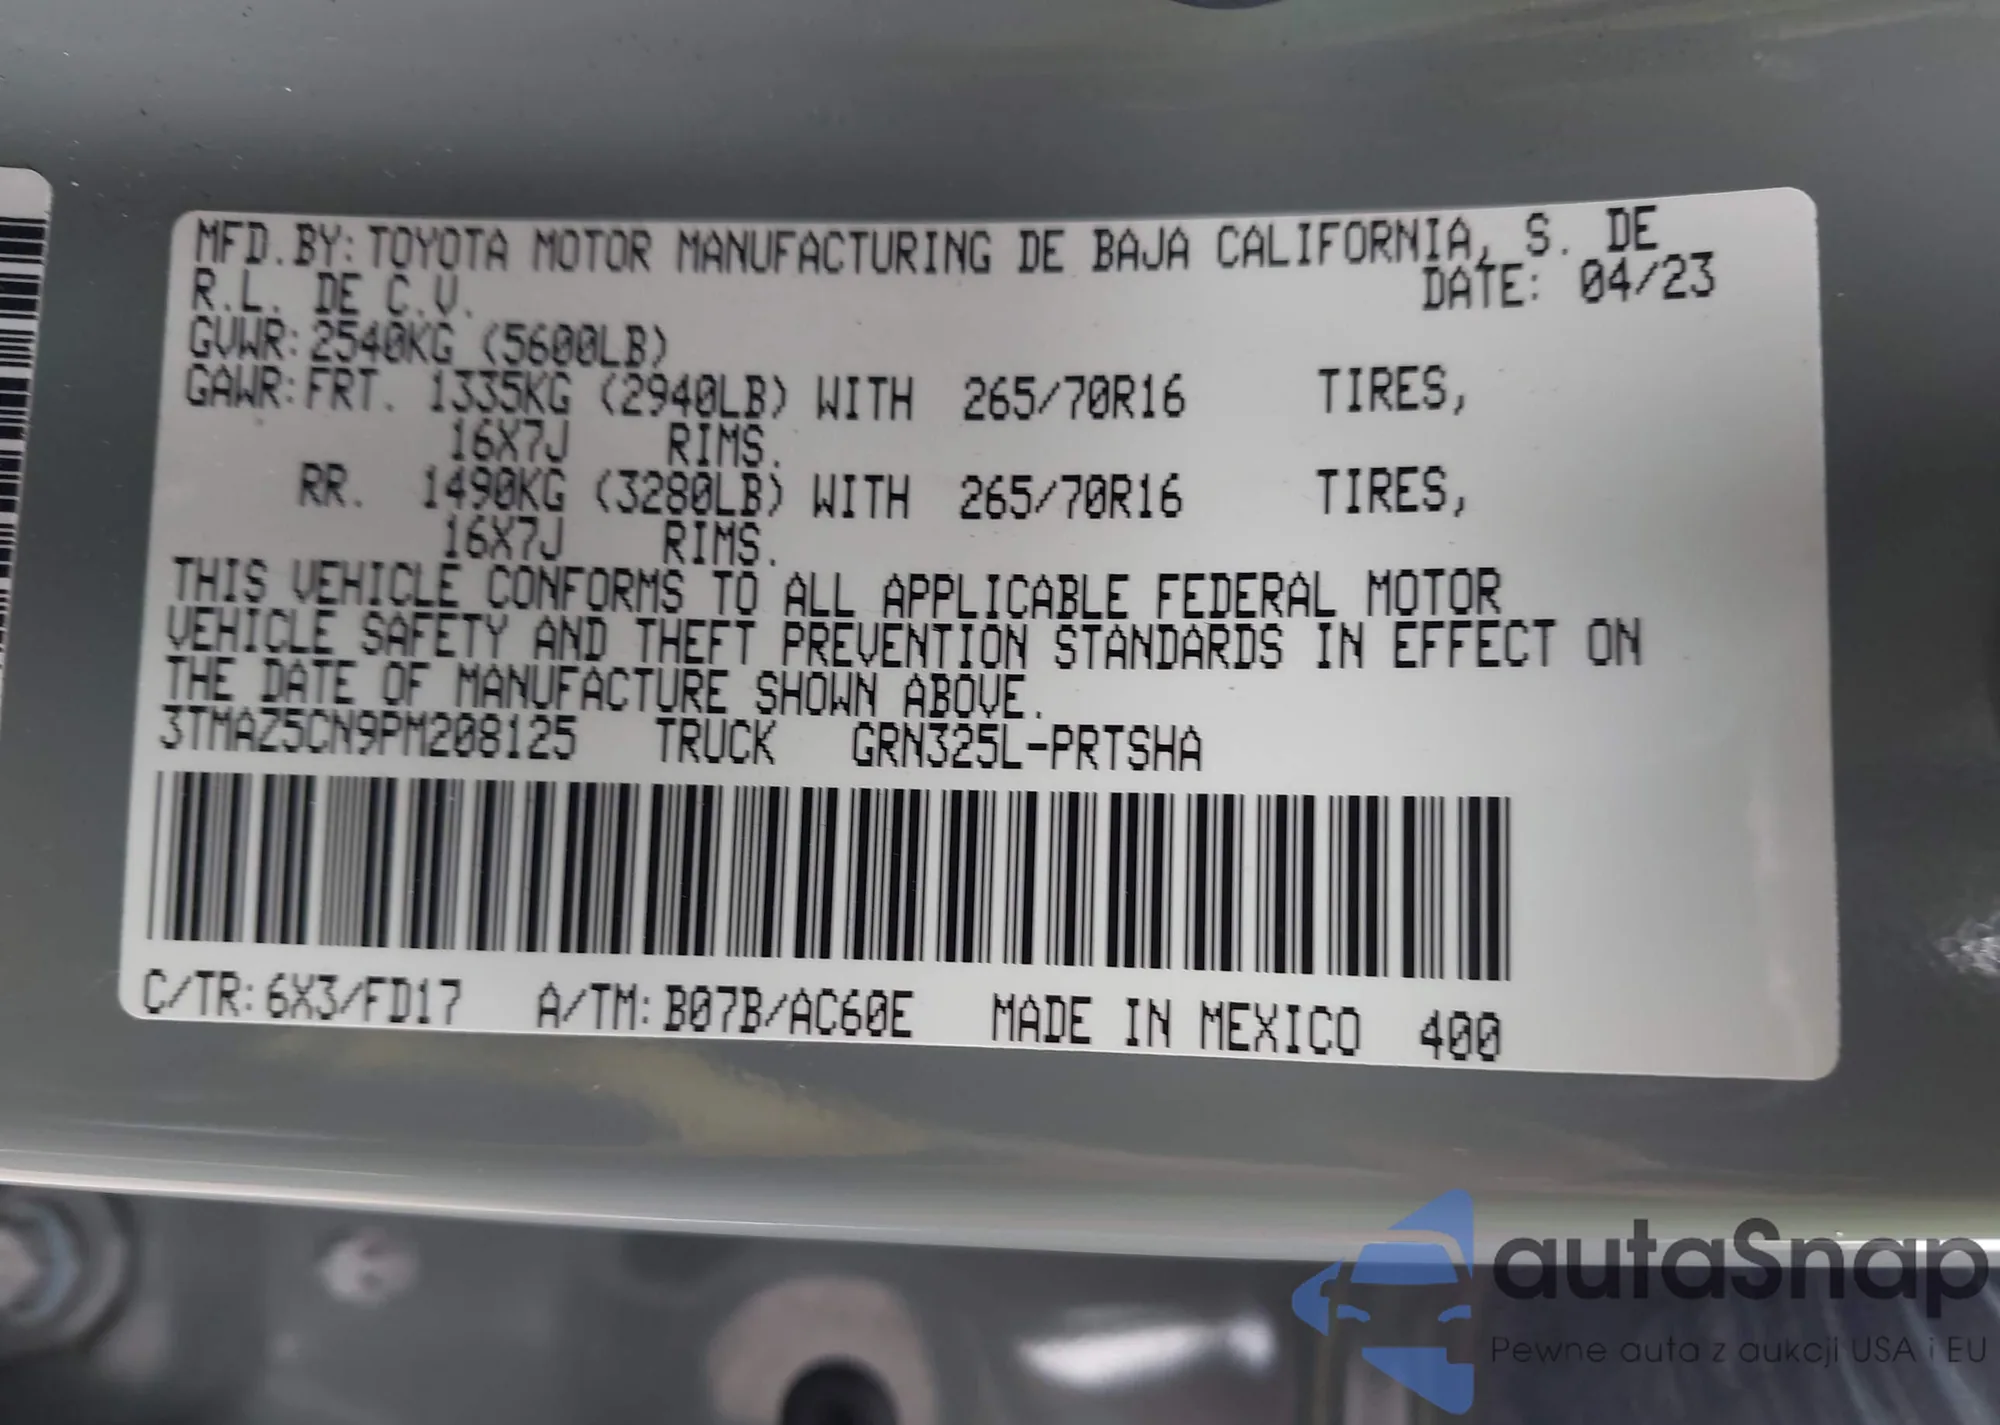 MFD.BY: TOYOTA MOTOR MANUFACTURING DE BAJA CALIFORNIA, S. DE
R.L. DE C.V. DATE: 04/23
GVWR: 2540KG (5600LB)
GAWR: FRT. 1335KG (2940LB) WITH 265/70R16 TIRES,
16X7J RIMS.
RR. 1490KG (3280LB) WITH 265/70R16 TIRES,
16X7J RIMS.
THIS VEHICLE CONFORMS TO ALL APPLICABLE FEDERAL MOTOR
VEHICLE SAFETY AND THEFT PREVENTION STANDARDS IN EFFECT ON
THE DATE OF MANUFACTURE SHOWN ABOVE.
3TMAZ5CN9PM208125 TRUCK GRN325L-PRTSHA
C/TR: 6X3/FD17 A/TM: B07B/AC60E MADE IN MEXICO 400
autaSnap
Pewne auta z aukcji USA i EU